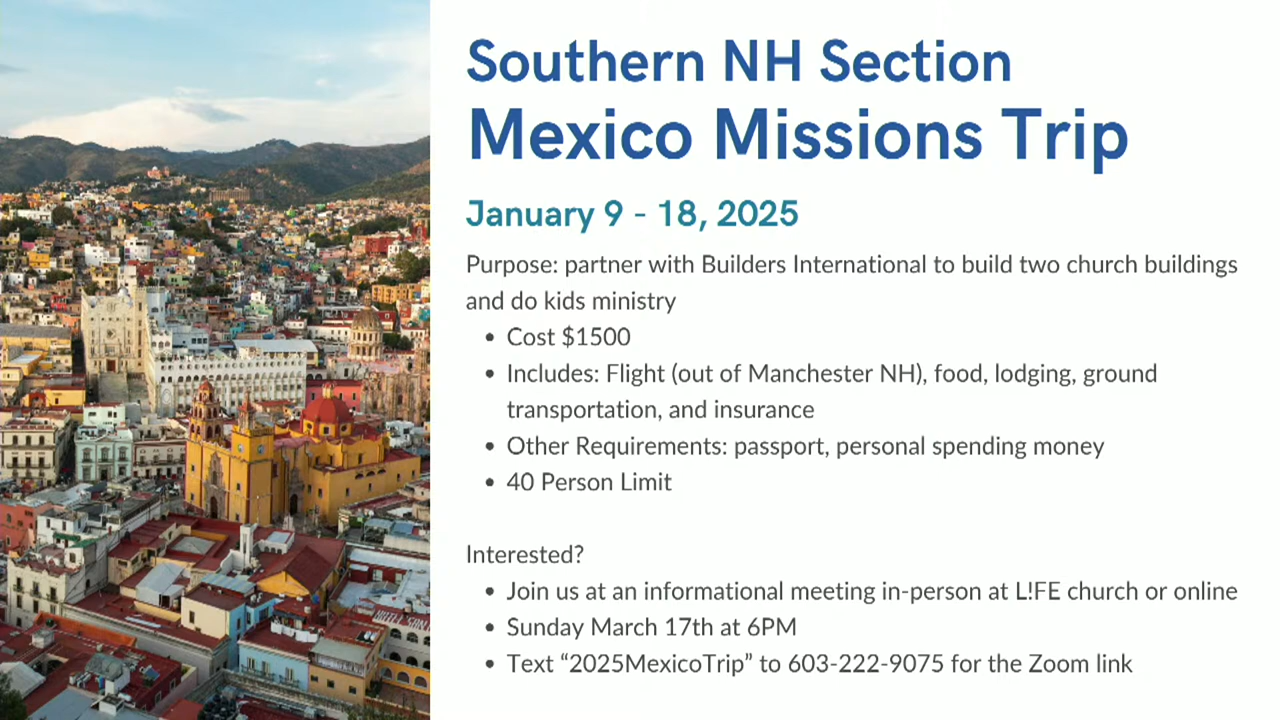 Southern NH Section
Mexico Missions Trip
January 9 - 18, 2025
Purpose: partner with Builders International to build two church buildings
and do kids ministry
• Cost $1500
• Includes: Flight (out of Manchester NH), food, lodging, ground
transportation, and insurance
• Other Requirements: passport, personal spending money
• 40 Person Limit
Interested?
• Join us at an informational meeting in-person at L!FE church or online
• Sunday March 17th at 6PM
• Text “2025MexicoTrip” to 603-222-9075 for the Zoom link